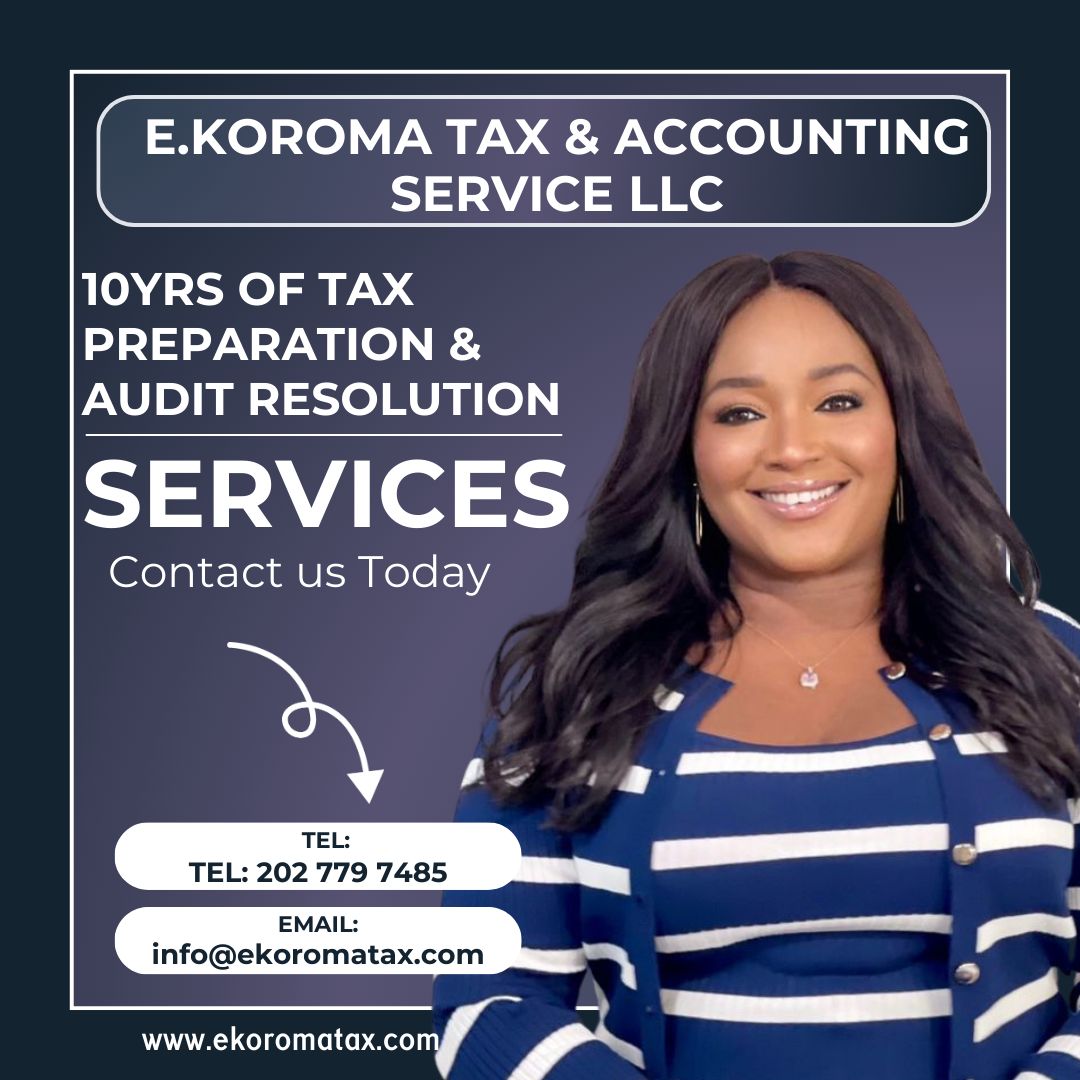 E.KOROMA TAX & ACCOUNTING
SERVICE LLC
10YRS OF TAX
PREPARATION &
AUDIT RESOLUTION
SERVICES
Contact us Today
TEL:
TEL: 202 779 7485
EMAIL:
info@ekoromatax.com
www.ekoromatax.com